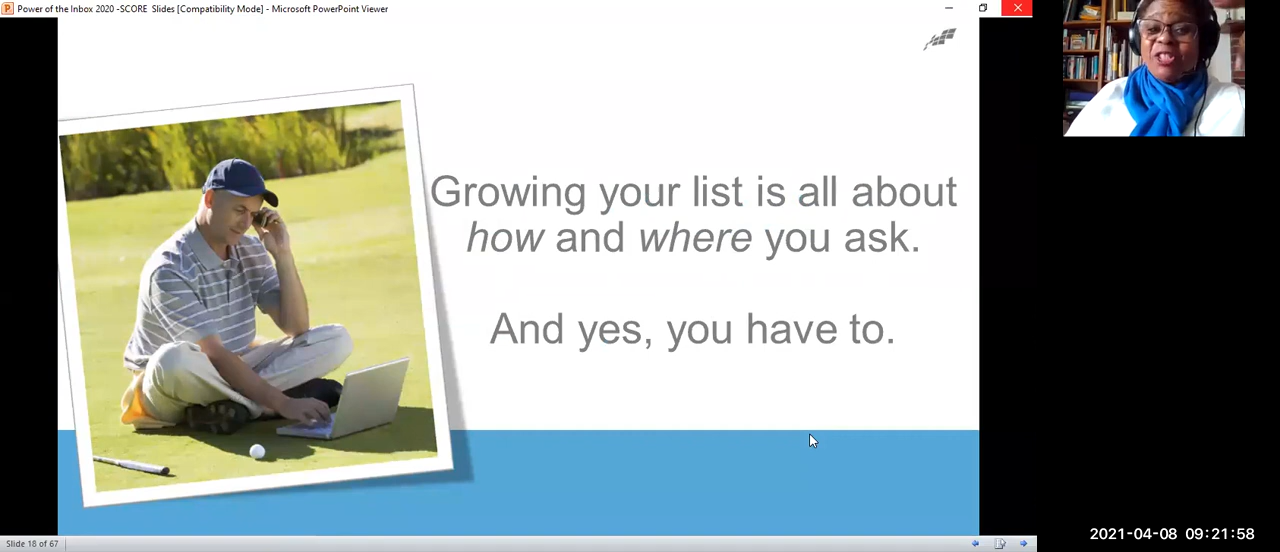 Power of the Inbox 2020 -SCORE Slides [Compatibility Mode] - Microsoft PowerPoint Viewer
Growing your list is all about
how and where you ask.
And yes, you have to.
Slide 18 of 67
2021-04-08 09:21:58